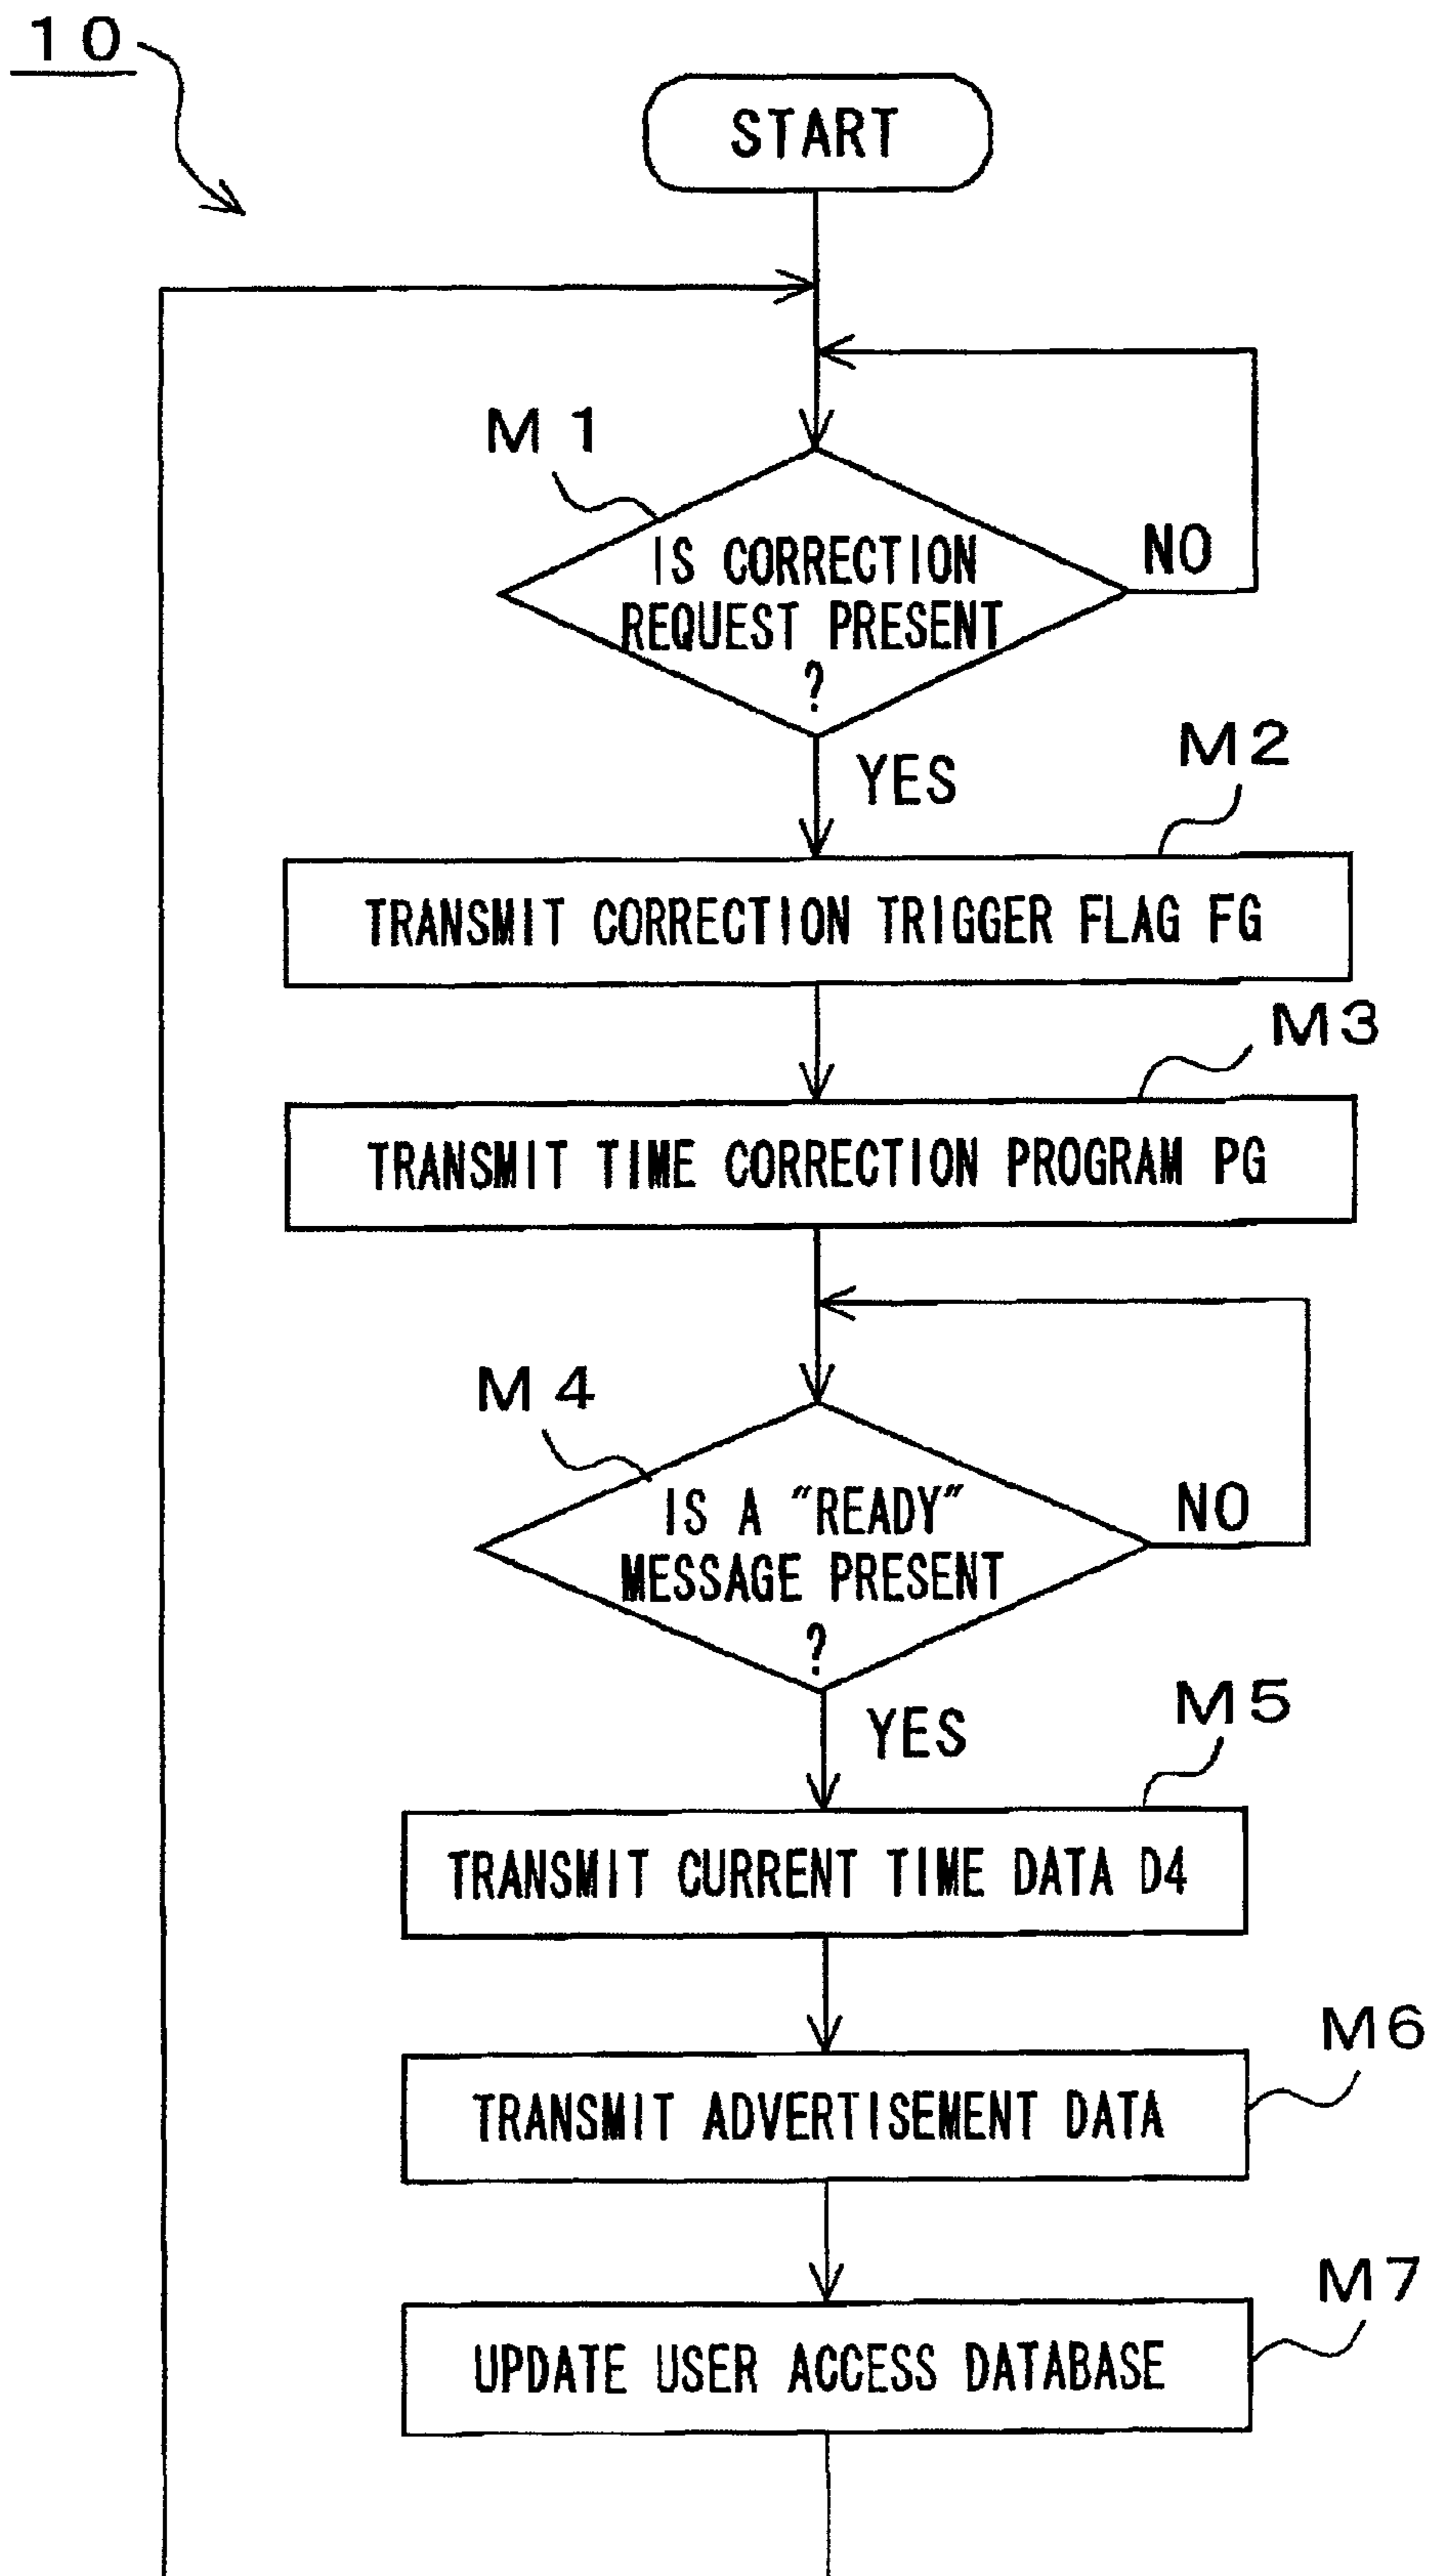 10
START
M1
IS CORRECTION
REQUEST PRESENT
?
NO
YES
M2
TRANSMIT CORRECTION TRIGGER FLAG FG
M3
TRANSMIT TIME CORRECTION PROGRAM PG
M4
IS A "READY"
MESSAGE PRESENT
?
NO
YES
M5
TRANSMIT CURRENT TIME DATA D4
M6
TRANSMIT ADVERTISEMENT DATA
M7
UPDATE USER ACCESS DATABASE